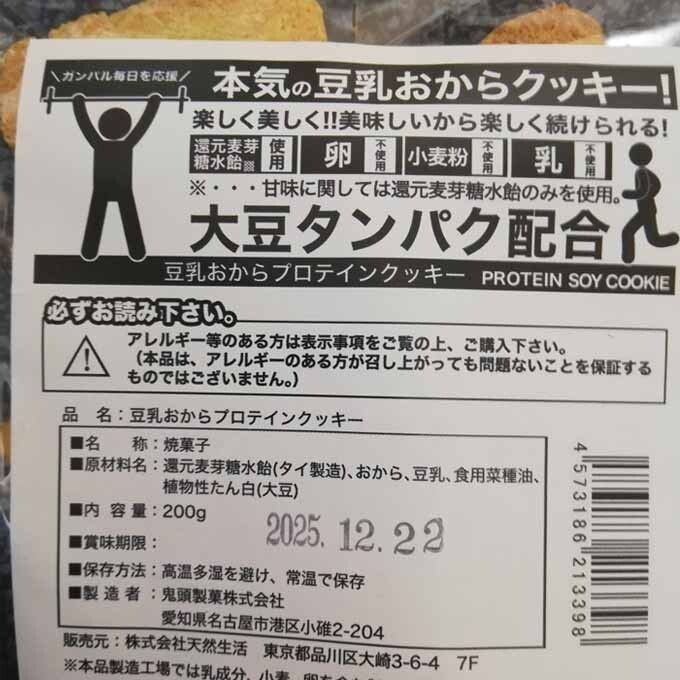 ＼ガンバル毎日を応援／
本気の豆乳おからクッキー!
楽しく美しく!!美味しいから楽しく続けられる!
還元麦芽糖水飴※ 使用 卵 不使用 小麦粉 不使用 乳 不使用
※・・・甘味に関しては還元麦芽糖水飴のみを使用。
大豆タンパク配合
豆乳おからプロテインクッキー PROTEIN SOY COOKIE
必ずお読み下さい。
アレルギー等のある方は表示事項をご覧の上、ご購入下さい。
(本品は、アレルギーのある方が召し上がっても問題ないことを保証する
ものではございません。)
品 名：豆乳おからプロテインクッキー
■名 称：焼菓子
■原材料名：還元麦芽糖水飴(タイ製造)、おから、豆乳、食用菜種油、
植物性たん白(大豆)
■内 容 量：200g
■賞味期限： 2025.12.22
■保存方法：高温多湿を避け、常温で保存
■製 造 者：鬼頭製菓株式会社
愛知県名古屋市港区小碓2-204
販売元：株式会社天然生活 東京都品川区大崎3-6-4 7F
※本品製造工場では乳成分、小麦、卵を
4573186213398